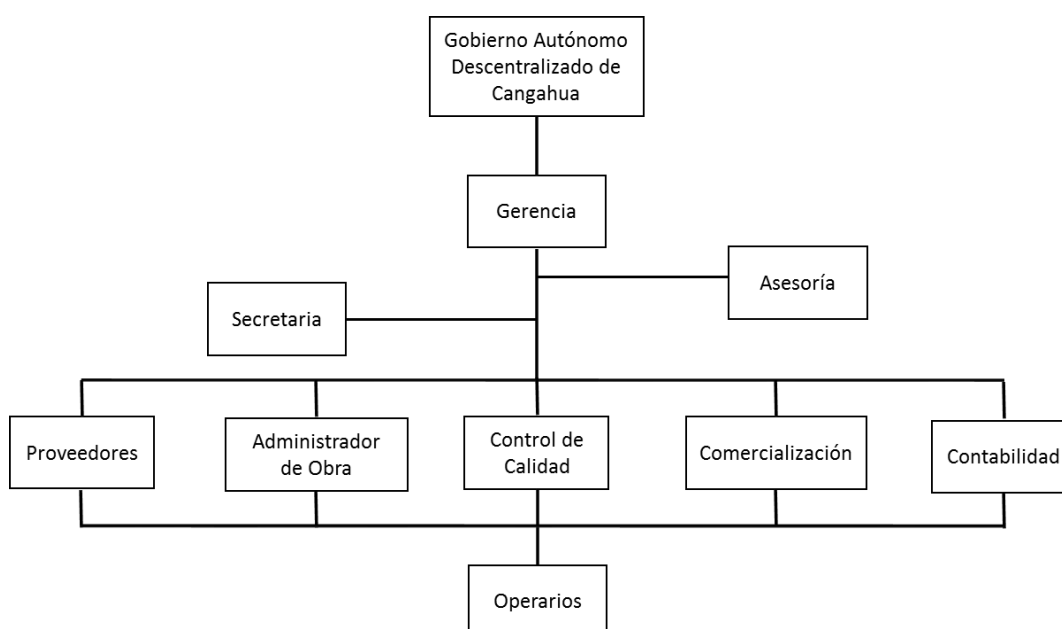 Gobierno Autónomo
Descentralizado de
Cangahua
Gerencia
Asesoría
Secretaria
Proveedores
Administrador
de Obra
Control de
Calidad
Comercialización
Contabilidad
Operarios